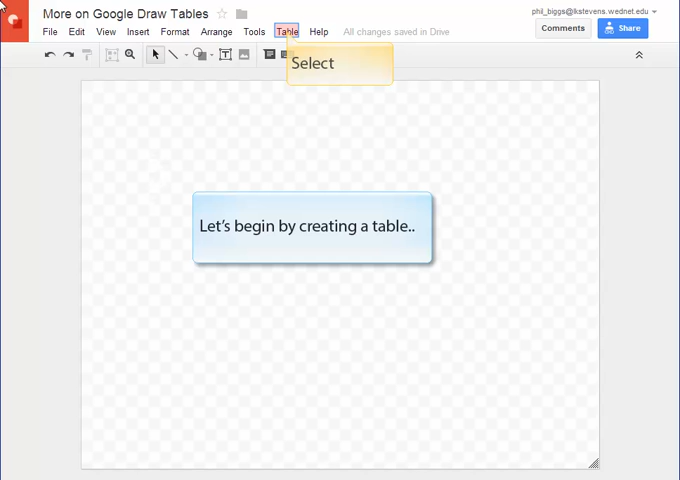 More on Google Draw Tables
phil_biggs@lkstevens.wednet.edu
File Edit View Insert Format Arrange Tools Table Help All changes saved in Drive
Comments Share
Select
Let's begin by creating a table..